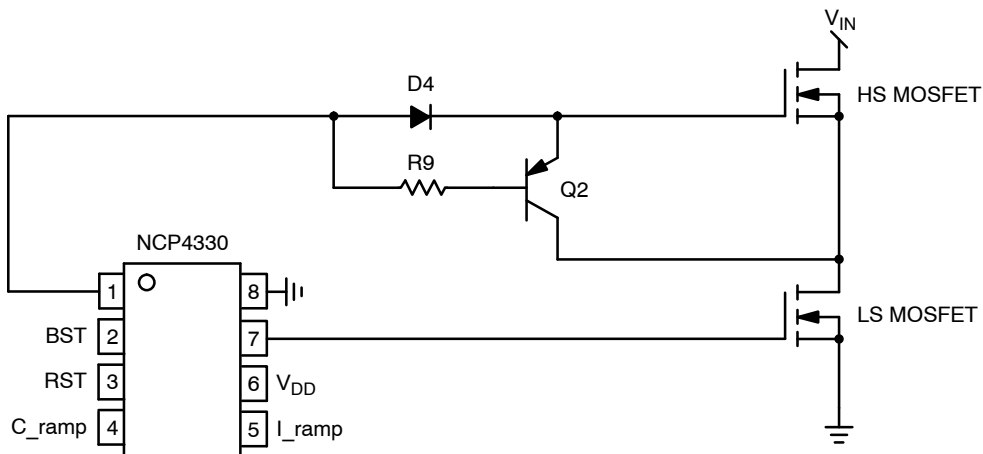 V_IN
D4
HS MOSFET
R9
Q2
NCP4330
1
8
LS MOSFET
BST 2
7
RST 3
6 V_DD
C_ramp 4
5 I_ramp